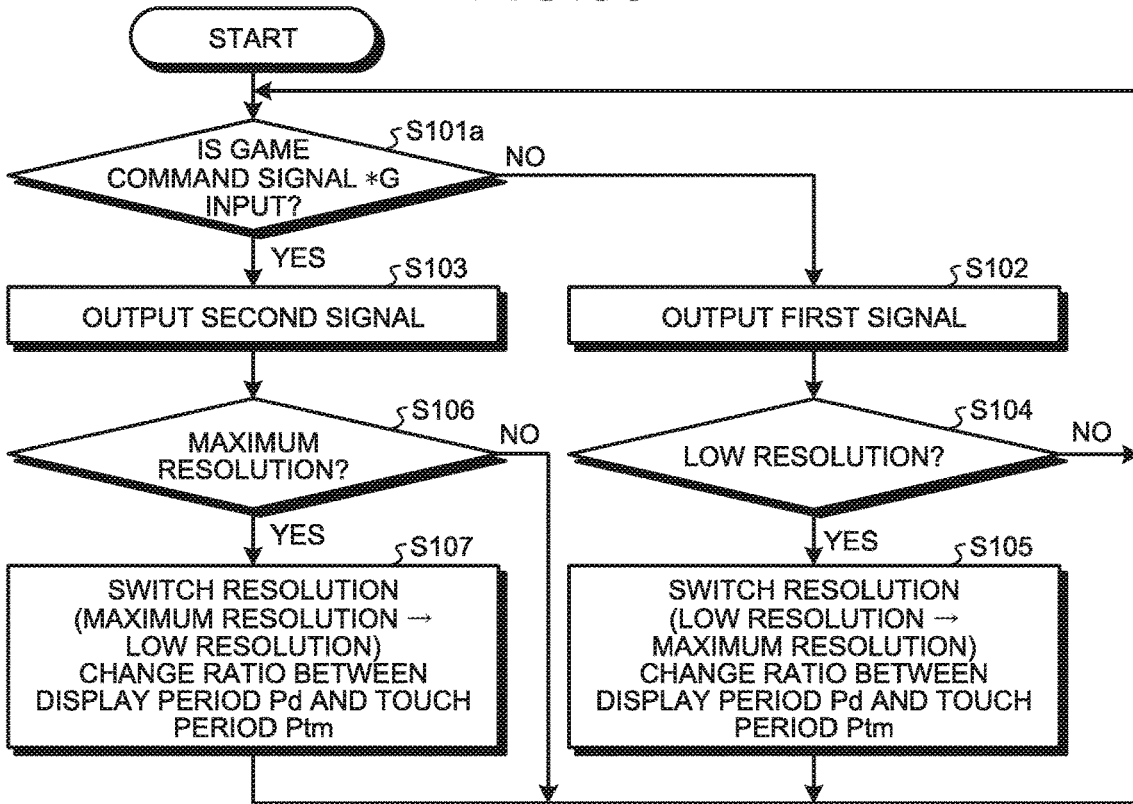 START
S101a
IS GAME
COMMAND SIGNAL *G
INPUT?
NO
YES
S103
OUTPUT SECOND SIGNAL
S102
OUTPUT FIRST SIGNAL
S106
MAXIMUM
RESOLUTION?
NO
YES
S104
LOW RESOLUTION?
NO
YES
S107
SWITCH RESOLUTION
(MAXIMUM RESOLUTION →
LOW RESOLUTION)
CHANGE RATIO BETWEEN
DISPLAY PERIOD Pd AND TOUCH
PERIOD Ptm
S105
SWITCH RESOLUTION
(LOW RESOLUTION →
MAXIMUM RESOLUTION)
CHANGE RATIO BETWEEN
DISPLAY PERIOD Pd AND TOUCH
PERIOD Ptm